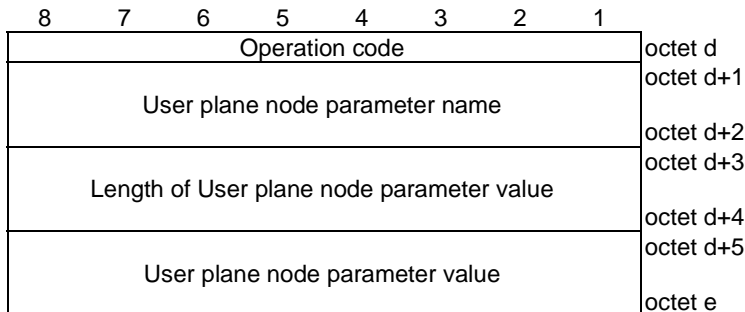 8 7 6 5 4 3 2 1
Operation code octet d
octet d+1
User plane node parameter name
octet d+2
octet d+3
Length of User plane node parameter value
octet d+4
octet d+5
User plane node parameter value
octet e